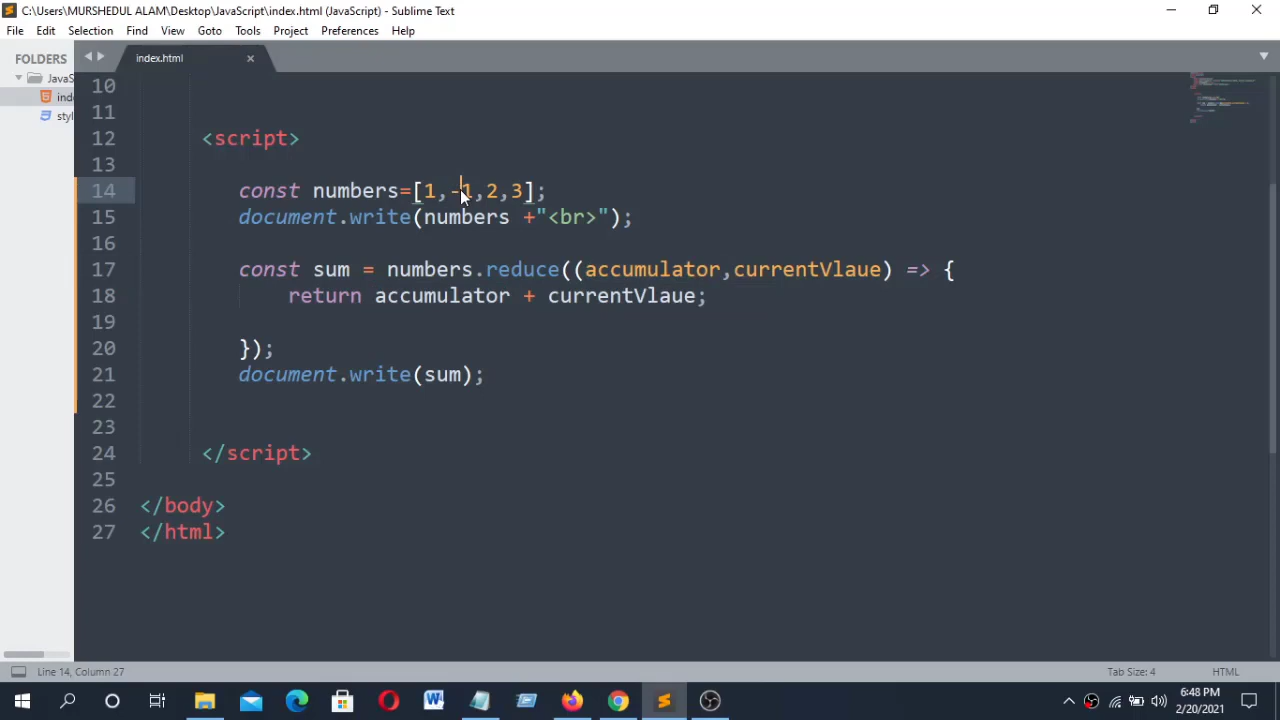 C:\Users\MURSHEDUL ALAM\Desktop\JavaScript\index.html (JavaScript) - Sublime Text
File Edit Selection Find View Goto Tools Project Preferences Help
FOLDERS
JavaS
inde
styl
index.html
10
11
12 <script>
13
14 const numbers=[1,-1,2,3];
15 document.write(numbers +"<br>");
16
17 const sum = numbers.reduce((accumulator,currentVlaue) => {
18 return accumulator + currentVlaue;
19
20 });
21 document.write(sum);
22
23
24 </script>
25
26 </body>
27 </html>
Line 14, Column 27
Tab Size: 4
HTML
6:48 PM
2/20/2021